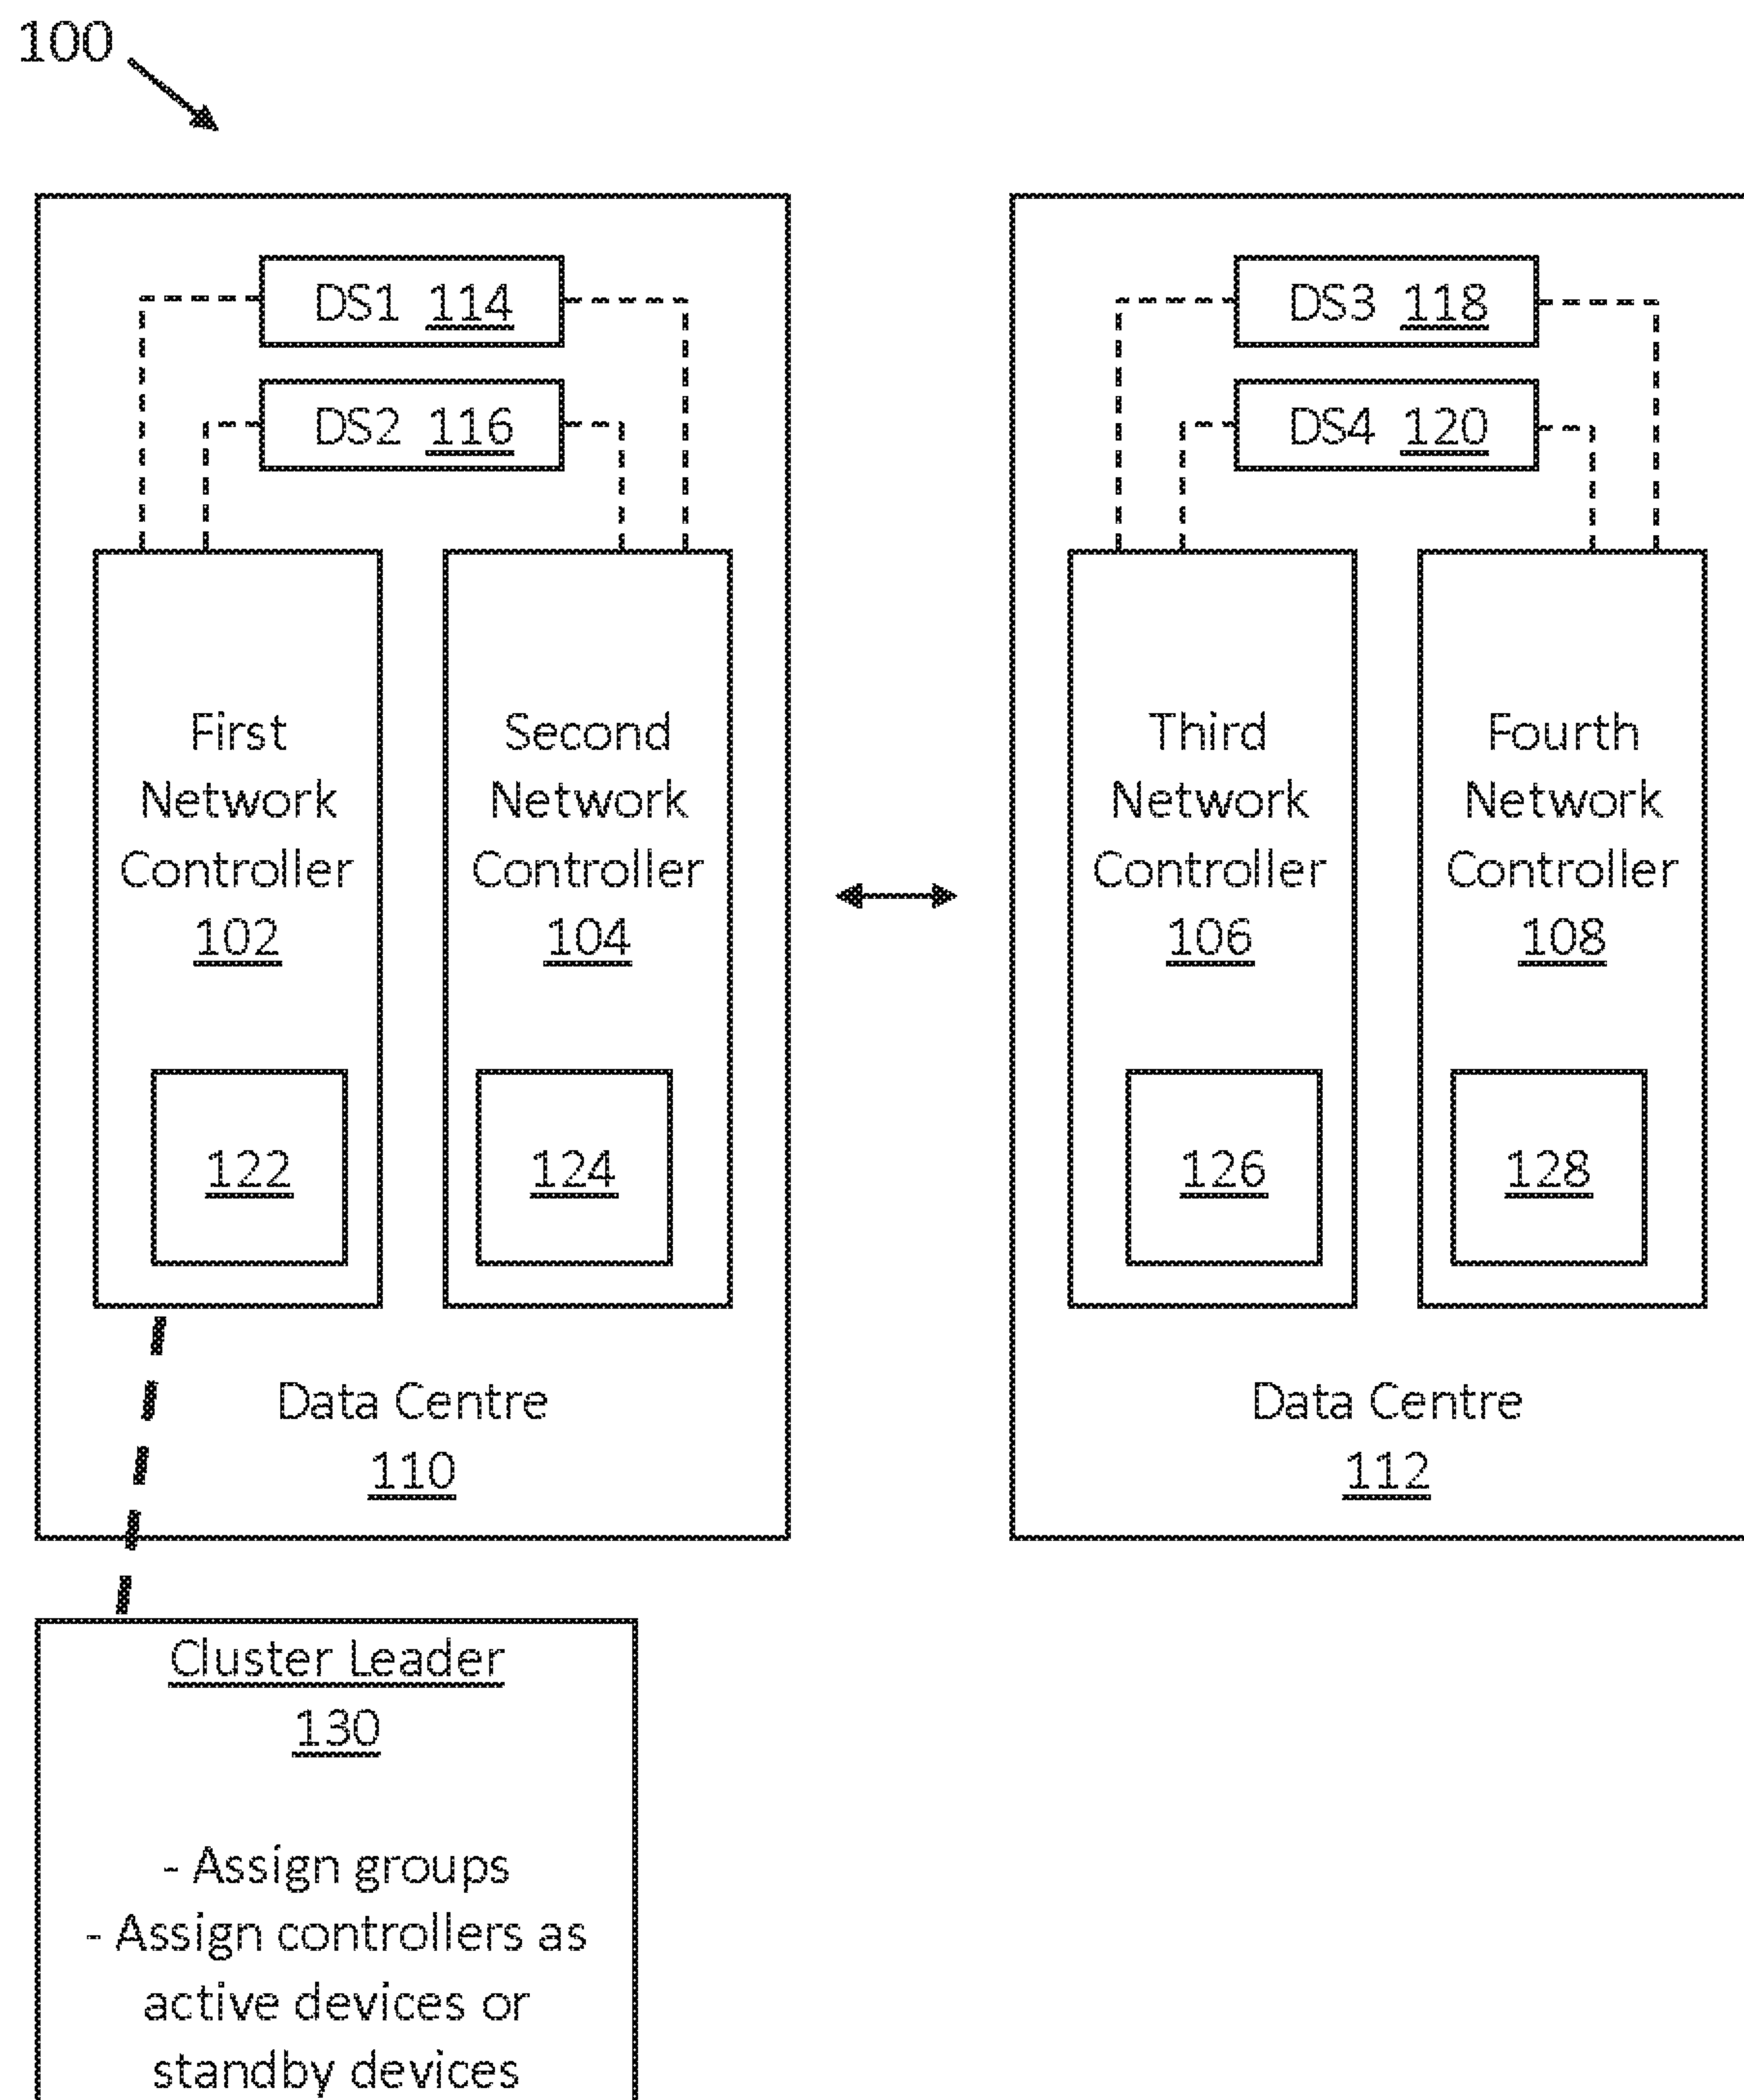 100
DS1 114
DS2 116
First
Network
Controller
102
Second
Network
Controller
104
122
124
Data Centre
110
DS3 118
DS4 120
Third
Network
Controller
106
Fourth
Network
Controller
108
126
128
Data Centre
112
Cluster Leader
130
- Assign groups
- Assign controllers as
active devices or
standby devices